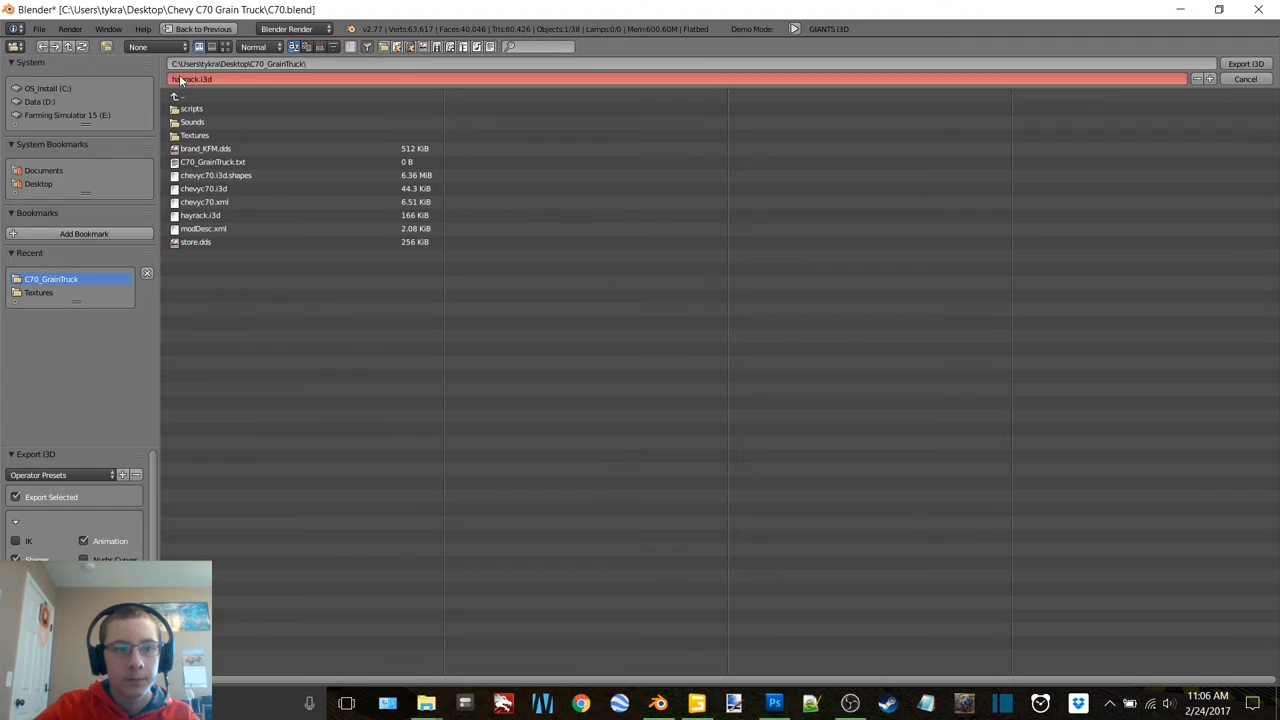 Blender* [C:\Users\tykra\Desktop\Chevy C70 Grain Truck\C70.blend]
File Render Window Help Back to Previous Blender Render v2.77 | Verts:63,617 | Faces:40,046 | Tris:80,426 | Objects:1/38 | Lamps:0/0 | Mem:600.60M | Flatbed Demo Mode: GIANTS I3D
None Normal
System
C:\Users\tykra\Desktop\C70_GrainTruck\ Export I3D
hayrack.i3d Cancel
OS_Install (C:)
Data (D:)
Farming Simulator 15 (E:)
..
scripts
Sounds
Textures
brand_KFM.dds 512 KiB
C70_GrainTruck.txt 0 B
chevyc70.i3d.shapes 6.36 MiB
chevyc70.i3d 44.3 KiB
chevyc70.xml 6.51 KiB
hayrack.i3d 166 KiB
modDesc.xml 2.08 KiB
store.dds 256 KiB
System Bookmarks
Documents
Desktop
Bookmarks
Add Bookmark
Recent
C70_GrainTruck
Textures
Export I3D
Operator Presets
Export Selected
IK Animation
Shapes Nurbs Curves
11:06 AM
2/24/2017